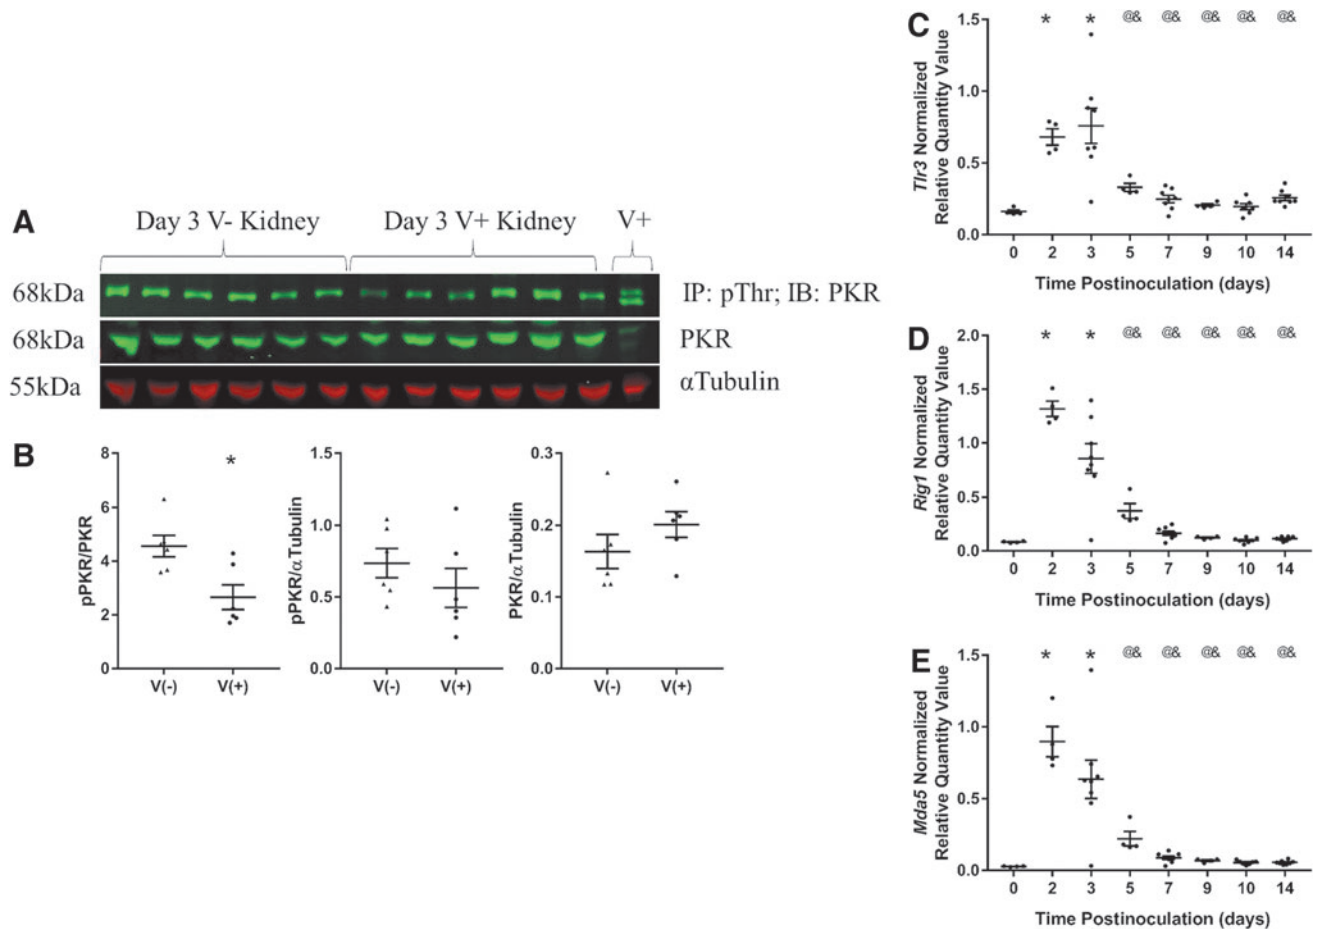 A
Day 3 V- Kidney
Day 3 V+ Kidney
V+
68kDa
IP: pThr; IB: PKR
68kDa
PKR
55kDa
αTubulin
B
*
pPKR/PKR
8
6
4
2
0
V(-)
V(+)
pPKR/αTubulin
1.5
1.0
0.5
0.0
V(-)
V(+)
PKR/αTubulin
0.3
0.2
0.1
0.0
V(-)
V(+)
C
Tlr3 Normalized
Relative Quantity Value
* * @& @& @& @& @&
1.5
1.0
0.5
0.0
0 2 3 5 7 9 10 14
Time Postinoculation (days)
D
Rig1 Normalized
Relative Quantity Value
* * @& @& @& @& @&
2.0
1.5
1.0
0.5
0.0
0 2 3 5 7 9 10 14
Time Postinoculation (days)
E
Mda5 Normalized
Relative Quantity Value
* * @& @& @& @& @&
1.5
1.0
0.5
0.0
0 2 3 5 7 9 10 14
Time Postinoculation (days)